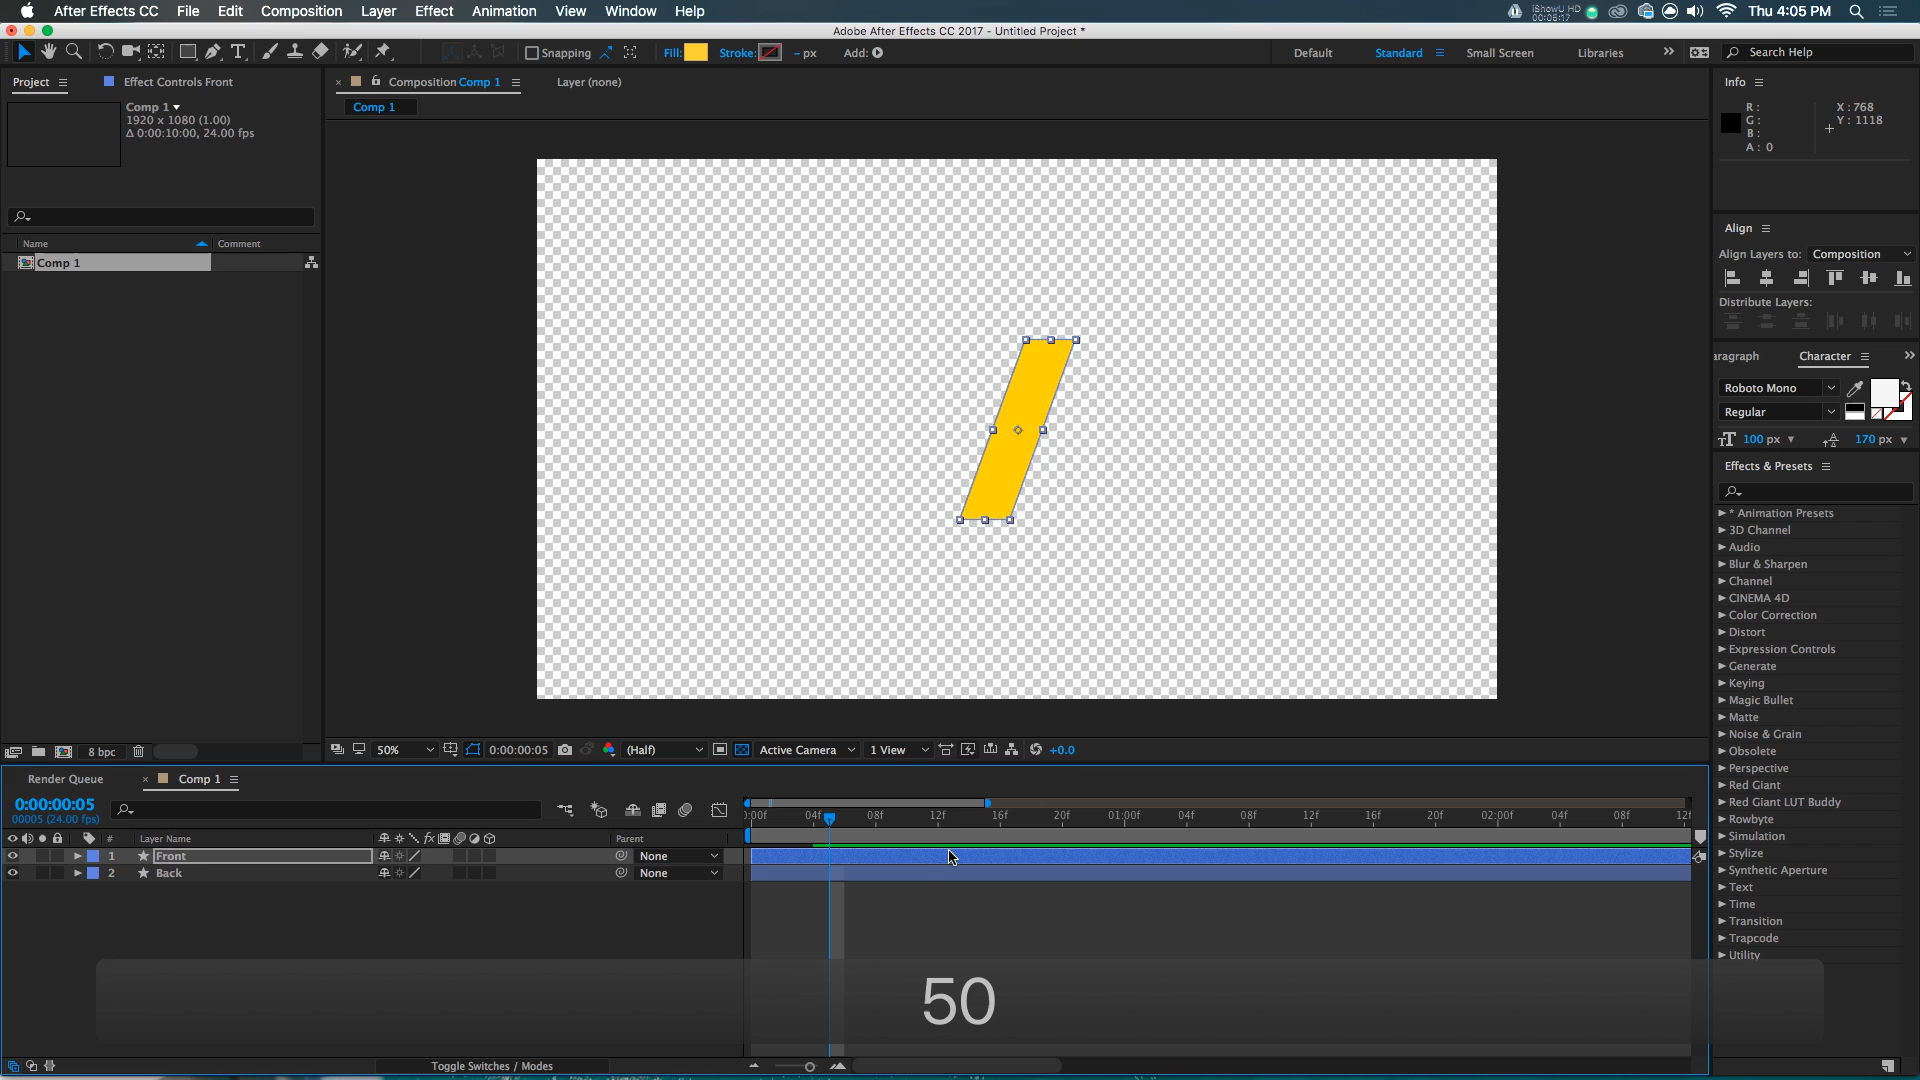 After Effects CC File Edit Composition Layer Effect Animation View Window Help
iShowU HD
00:05:17
Thu 4:05 PM
Adobe After Effects CC 2017 - Untitled Project *
Snapping
Fill:
Stroke:
- px
Add:
Default
Standard
Small Screen
Libraries
Search Help
Project
Effect Controls Front
Composition Comp 1
Layer (none)
Info
Comp 1
1920 x 1080 (1.00)
Δ 0:00:10:00, 24.00 fps
Comp 1
R:
G:
B:
A: 0
X: 768
Y: 1118
Name
Comment
Comp 1
Align
Align Layers to: Composition
Distribute Layers:
aragraph
Character
Roboto Mono
Regular
100 px
170 px
Effects & Presets
* Animation Presets
3D Channel
Audio
Blur & Sharpen
Channel
CINEMA 4D
Color Correction
Distort
Expression Controls
Generate
Keying
Magic Bullet
Matte
Noise & Grain
Obsolete
Perspective
Red Giant
Red Giant LUT Buddy
Rowbyte
Simulation
Stylize
Synthetic Aperture
Text
Time
Transition
Trapcode
Utility
8 bpc
50%
0:00:00:05
(Half)
Active Camera
1 View
+0.0
Render Queue
Comp 1
0:00:00:05
00005 (24.00 fps)
:00f 04f 08f 12f 16f 20f 01:00f 04f 08f 12f 16f 20f 02:00f 04f 08f 12f
# Layer Name
fx
Parent
1 Front None
2 Back None
50
Toggle Switches / Modes